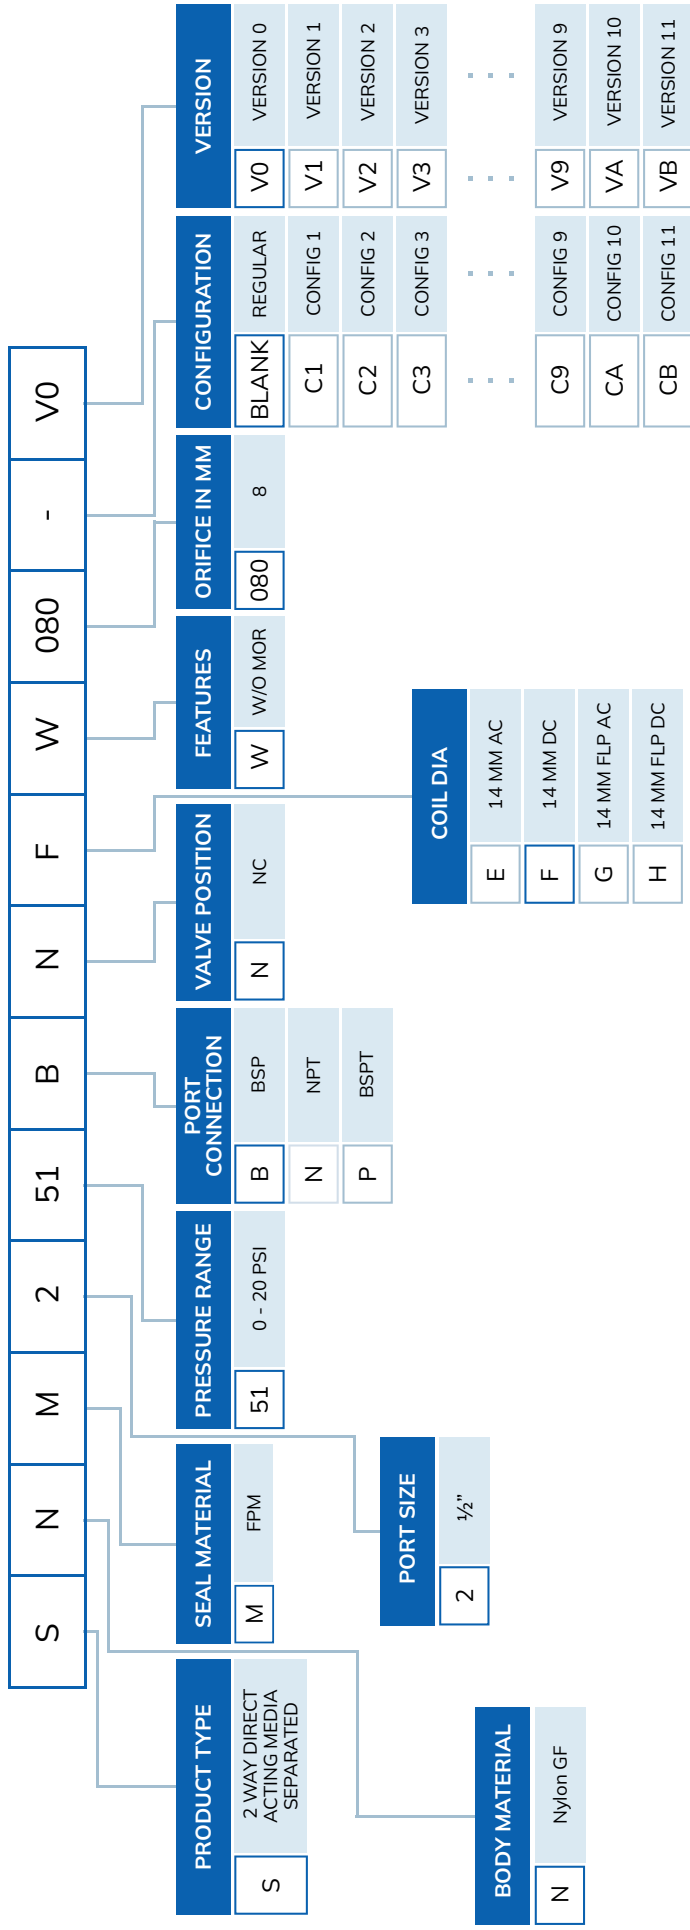 S N M 2 51 B N F W 080 - V0
PRODUCT TYPE
S
2 WAY DIRECT
ACTING MEDIA
SEPARATED
BODY MATERIAL
N Nylon GF
SEAL MATERIAL
M FPM
PORT SIZE
2 ½”
PRESSURE RANGE
51 0 - 20 PSI
PORT
CONNECTION
B BSP
N NPT
P BSPT
VALVE POSITION
N NC
COIL DIA
E 14 MM AC
F 14 MM DC
G 14 MM FLP AC
H 14 MM FLP DC
FEATURES
W W/O MOR
ORIFICE IN MM
080 8
CONFIGURATION
BLANK REGULAR
C1 CONFIG 1
C2 CONFIG 2
C3 CONFIG 3
. . . . . .
C9 CONFIG 9
CA CONFIG 10
CB CONFIG 11
VERSION
V0 VERSION 0
V1 VERSION 1
V2 VERSION 2
V3 VERSION 3
. . . . . .
V9 VERSION 9
VA VERSION 10
VB VERSION 11